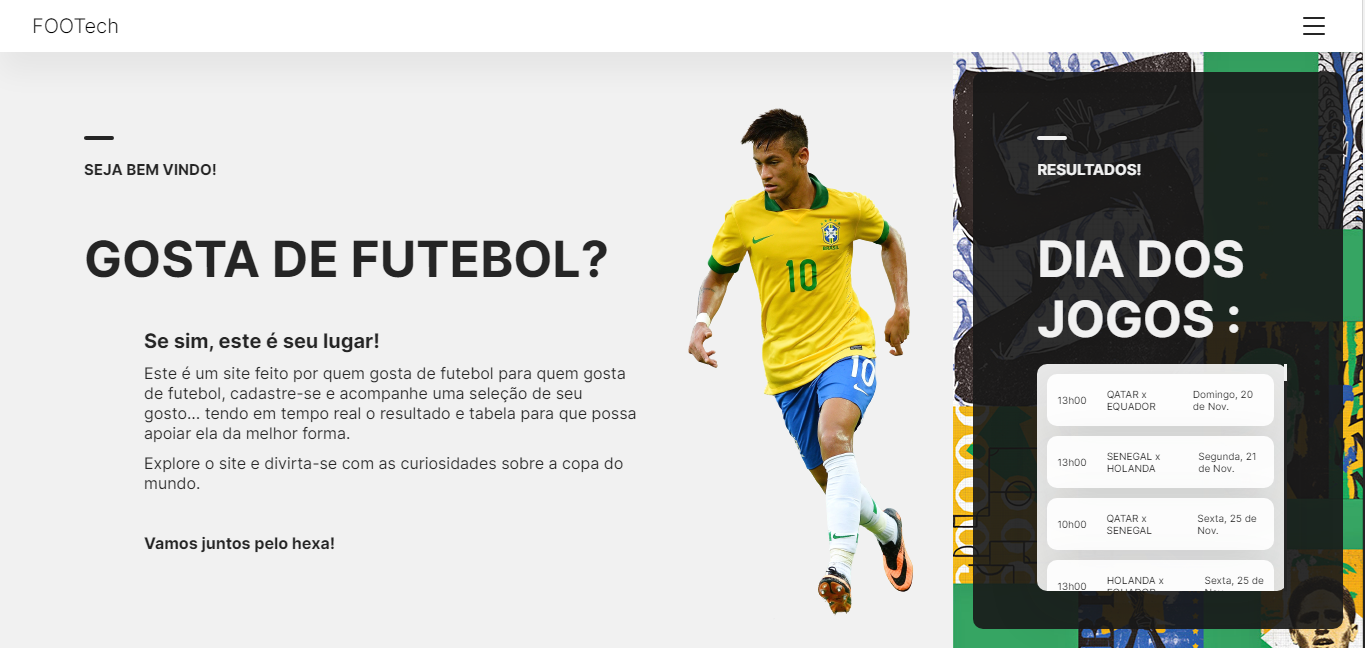 FOOTech
SEJA BEM VINDO!
GOSTA DE FUTEBOL?
Se sim, este é seu lugar!
Este é um site feito por quem gosta de futebol para quem gosta
de futebol, cadastre-se e acompanhe uma seleção de seu
gosto... tendo em tempo real o resultado e tabela para que possa
apoiar ela da melhor forma.
Explore o site e divirta-se com as curiosidades sobre a copa do
mundo.
Vamos juntos pelo hexa!
BRASIL
10
10
RESULTADOS!
DIA DOS
JOGOS :
13h00
QATAR x
EQUADOR
Domingo, 20
de Nov.
13h00
SENEGAL x
HOLANDA
Segunda, 21
de Nov.
10h00
QATAR x
SENEGAL
Sexta, 25 de
Nov.
13h00
HOLANDA x
EQUADOR
Sexta, 25 de
Nov.